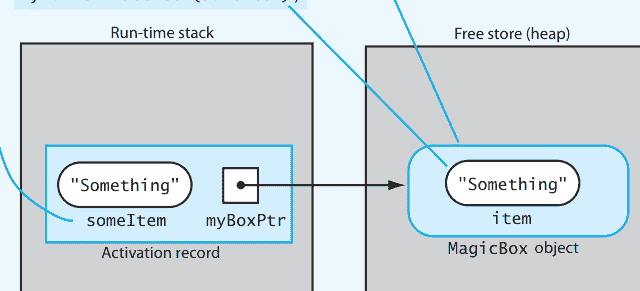 Run-time stack
Free store (heap)
"Something"
someItem
myBoxPtr
Activation record
"Something"
item
MagicBox object